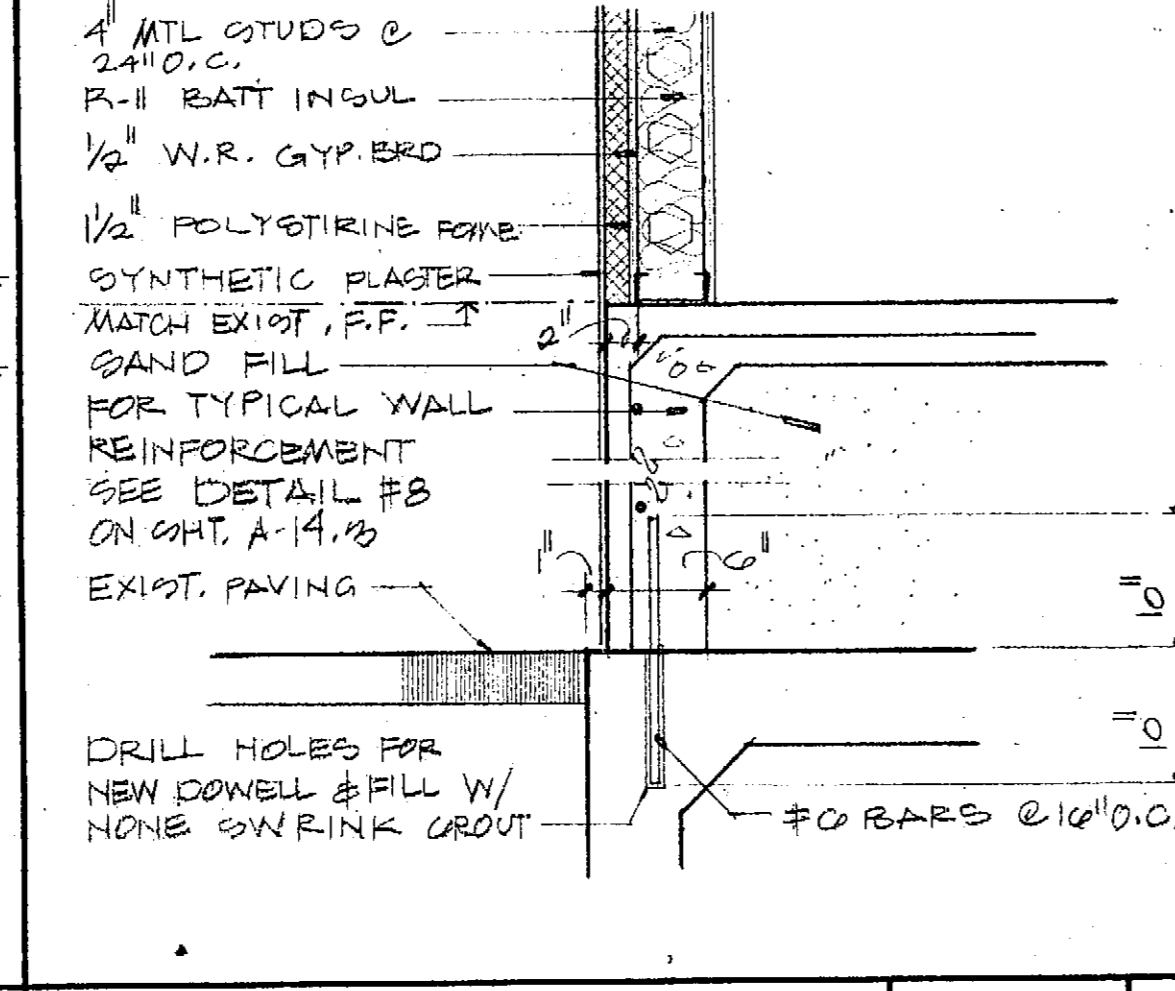 4" MTL STUDS @
24" O.C.
R-11 BATT INSUL
1/2" W.R. GYP. BRD
1 1/2" POLYSTIRINE FOME
SYNTHETIC PLASTER
MATCH EXIST, F.F.
2"
SAND FILL
FOR TYPICAL WALL
REINFORCEMENT
SEE DETAIL #8
ON SHT. A-14.3
1"
6"
EXIST. PAVING
DRILL HOLES FOR
NEW DOWELL & FILL W/
NONE SWRINK GROUT
#6 BARS @ 16" O.C.